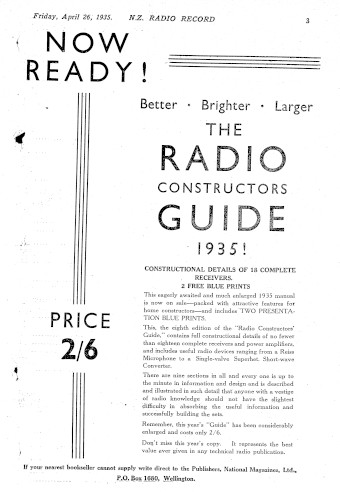 Friday, April 26, 1935. N.Z. RADIO RECORD 3
NOW
READY!
Better · Brighter · Larger
THE
RADIO
CONSTRUCTORS
GUIDE
1935!
CONSTRUCTIONAL DETAILS OF 18 COMPLETE
RECEIVERS.
2 FREE BLUE PRINTS
This eagerly awaited and much enlarged 1935 manual
is now on sale—packed with attractive features for
home constructors—and includes TWO PRESENTA-
TION BLUE PRINTS.
This, the eighth edition of the "Radio Constructors'
Guide," contains full constructional details of no fewer
than eighteen complete receivers and power amplifiers,
and includes useful radio devices ranging from a Reiss
Microphone to a Single-valve Superhet Short-wave
Converter.
There are nine sections in all and every one is up to
the minute in information and design and is described
and illustrated in such detail that anyone with a vestige
of radio knowledge should not have the slightest
difficulty in absorbing the useful information and
successfully building the sets.
Remember, this year's "Guide" has been considerably
enlarged and costs only 2/6.
Don't miss this year's copy. It represents the best
value ever given in any technical radio publication.
PRICE
2/6
If your nearest bookseller cannot supply write direct to the Publishers, National Magazines, Ltd.,
P.O. Box 1680, Wellington.